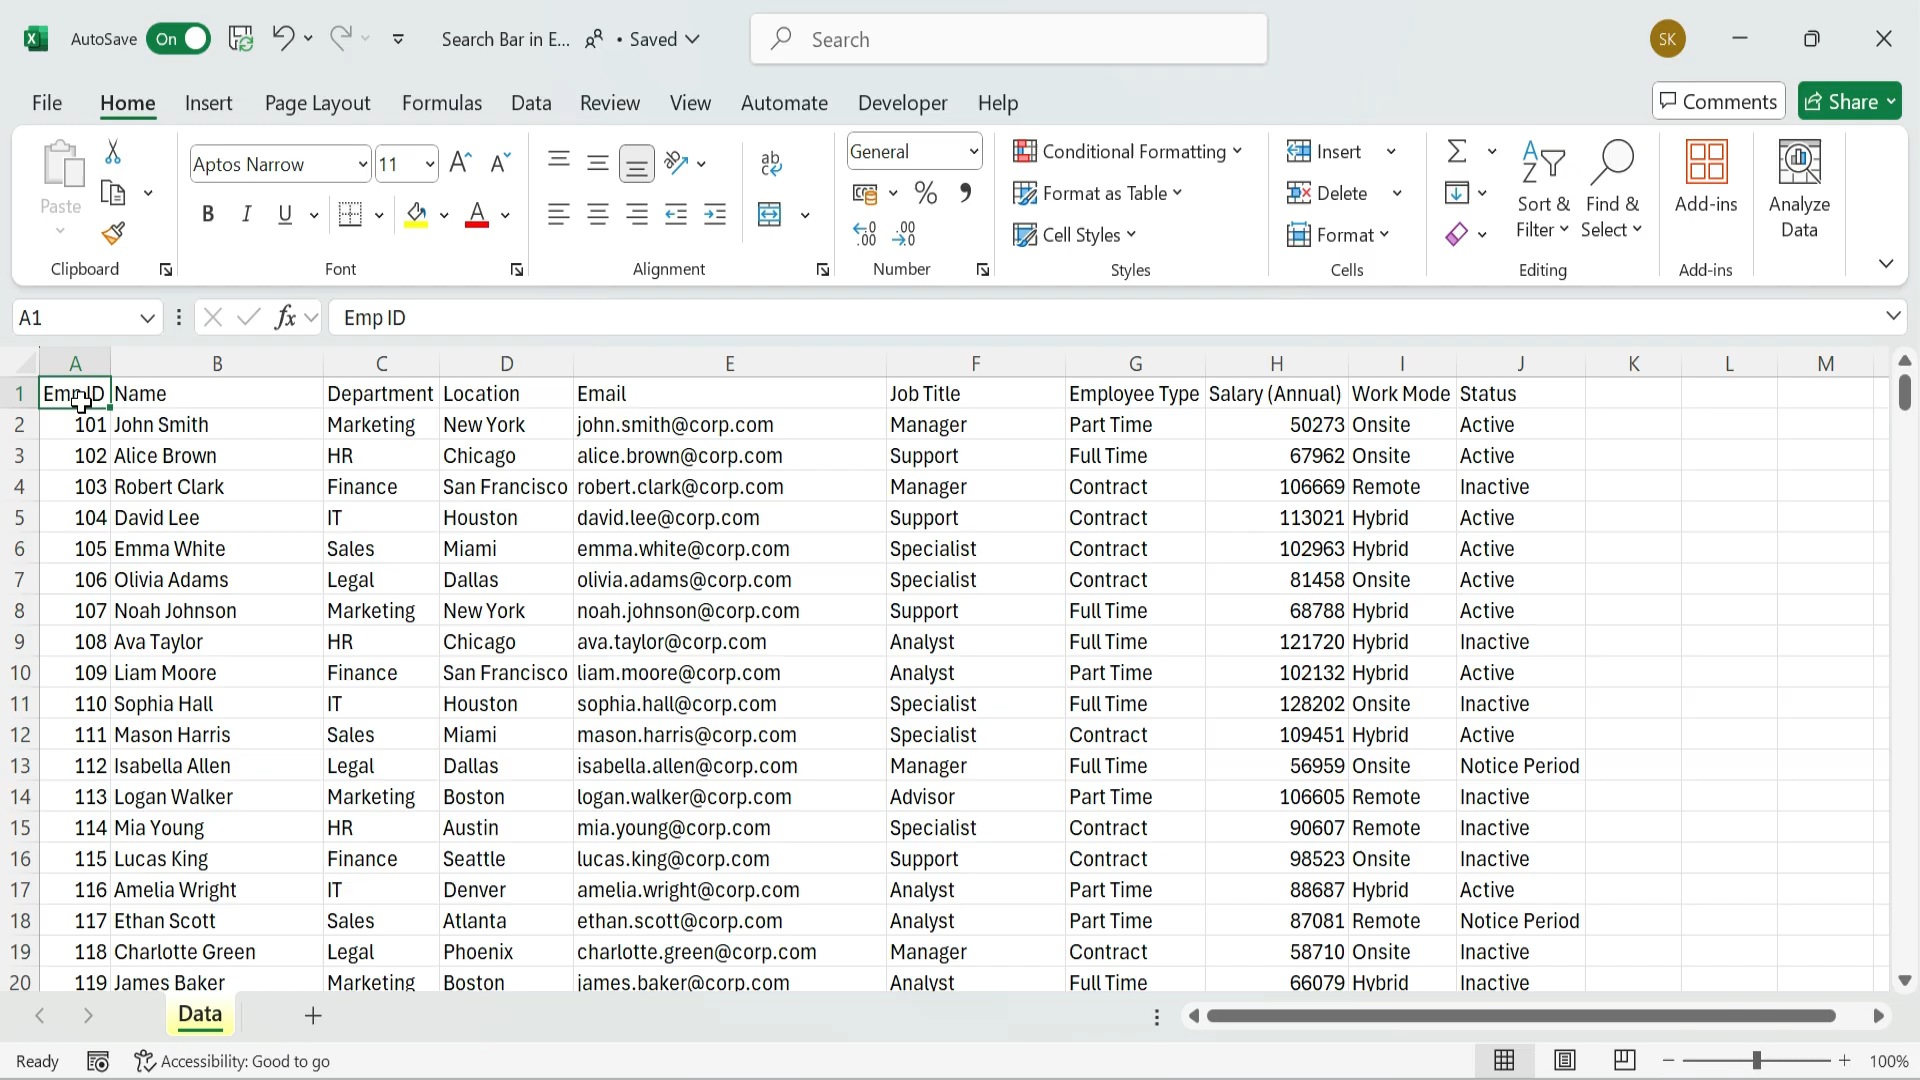 AutoSave On Search Bar in E... • Saved Search SK
File Home Insert Page Layout Formulas Data Review View Automate Developer Help Comments Share
Paste Aptos Narrow 11 B I U General % Conditional Formatting Format as Table Cell Styles Insert Delete Format Sort & Filter Find & Select Add-ins Analyze Data
Clipboard Font Alignment Number Styles Cells Editing Add-ins
A1 fx Emp ID
A B C D E F G H I J K L M
1 Emp ID Name Department Location Email Job Title Employee Type Salary (Annual) Work Mode Status
2 101 John Smith Marketing New York john.smith@corp.com Manager Part Time 50273 Onsite Active
3 102 Alice Brown HR Chicago alice.brown@corp.com Support Full Time 67962 Onsite Active
4 103 Robert Clark Finance San Francisco robert.clark@corp.com Manager Contract 106669 Remote Inactive
5 104 David Lee IT Houston david.lee@corp.com Support Contract 113021 Hybrid Active
6 105 Emma White Sales Miami emma.white@corp.com Specialist Contract 102963 Hybrid Active
7 106 Olivia Adams Legal Dallas olivia.adams@corp.com Specialist Contract 81458 Onsite Active
8 107 Noah Johnson Marketing New York noah.johnson@corp.com Support Full Time 68788 Hybrid Active
9 108 Ava Taylor HR Chicago ava.taylor@corp.com Analyst Full Time 121720 Hybrid Inactive
10 109 Liam Moore Finance San Francisco liam.moore@corp.com Analyst Part Time 102132 Hybrid Active
11 110 Sophia Hall IT Houston sophia.hall@corp.com Specialist Full Time 128202 Onsite Inactive
12 111 Mason Harris Sales Miami mason.harris@corp.com Specialist Contract 109451 Hybrid Active
13 112 Isabella Allen Legal Dallas isabella.allen@corp.com Manager Full Time 56959 Onsite Notice Period
14 113 Logan Walker Marketing Boston logan.walker@corp.com Advisor Part Time 106605 Remote Inactive
15 114 Mia Young HR Austin mia.young@corp.com Specialist Contract 90607 Remote Inactive
16 115 Lucas King Finance Seattle lucas.king@corp.com Support Contract 98523 Onsite Inactive
17 116 Amelia Wright IT Denver amelia.wright@corp.com Analyst Part Time 88687 Hybrid Active
18 117 Ethan Scott Sales Atlanta ethan.scott@corp.com Analyst Part Time 87081 Remote Notice Period
19 118 Charlotte Green Legal Phoenix charlotte.green@corp.com Manager Contract 58710 Onsite Inactive
20 119 James Baker Marketing Boston james.baker@corp.com Analyst Full Time 66079 Hybrid Inactive
Data
Ready Accessibility: Good to go 100%